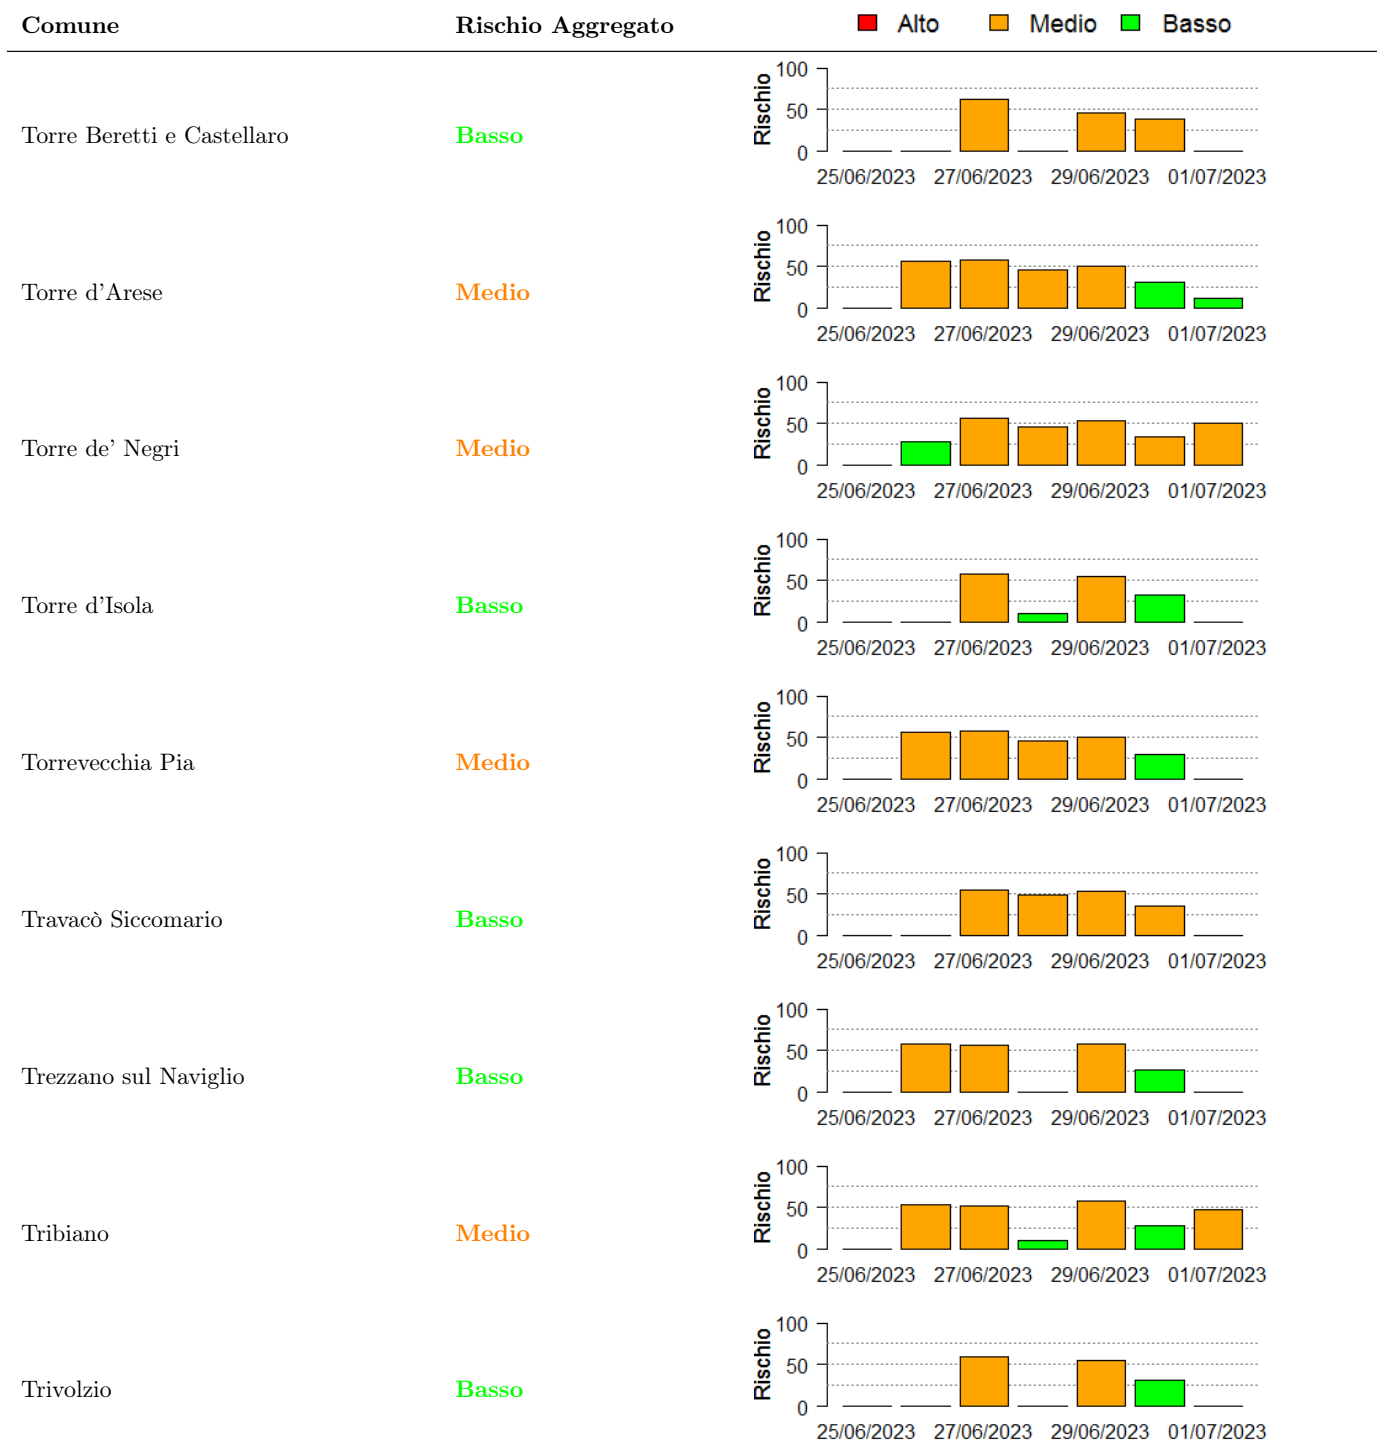 Comune Rischio Aggregato Alto Medio Basso
100
50
0
Rischio
Torre Beretti e Castellaro Basso
25/06/2023 27/06/2023 29/06/2023 01/07/2023
100
50
0
Rischio
Torre d'Arese Medio
25/06/2023 27/06/2023 29/06/2023 01/07/2023
100
50
0
Rischio
Torre de' Negri Medio
25/06/2023 27/06/2023 29/06/2023 01/07/2023
100
50
0
Rischio
Torre d'Isola Basso
25/06/2023 27/06/2023 29/06/2023 01/07/2023
100
50
0
Rischio
Torrevecchia Pia Medio
25/06/2023 27/06/2023 29/06/2023 01/07/2023
100
50
0
Rischio
Travacò Siccomario Basso
25/06/2023 27/06/2023 29/06/2023 01/07/2023
100
50
0
Rischio
Trezzano sul Naviglio Basso
25/06/2023 27/06/2023 29/06/2023 01/07/2023
100
50
0
Rischio
Tribiano Medio
25/06/2023 27/06/2023 29/06/2023 01/07/2023
100
50
0
Rischio
Trivolzio Basso
25/06/2023 27/06/2023 29/06/2023 01/07/2023